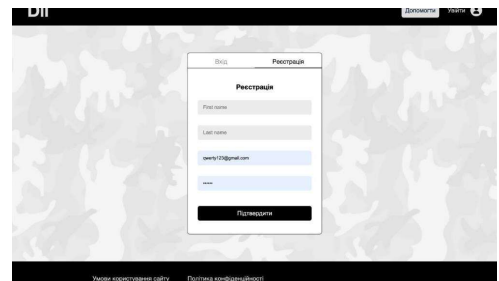 Допомогти Увійти
Вхід Реєстрація
Реєстрація
First name
Last name
qwerty123@gmail.com
••••••
Підтвердити
Умови користування сайту Політика конфіденційності